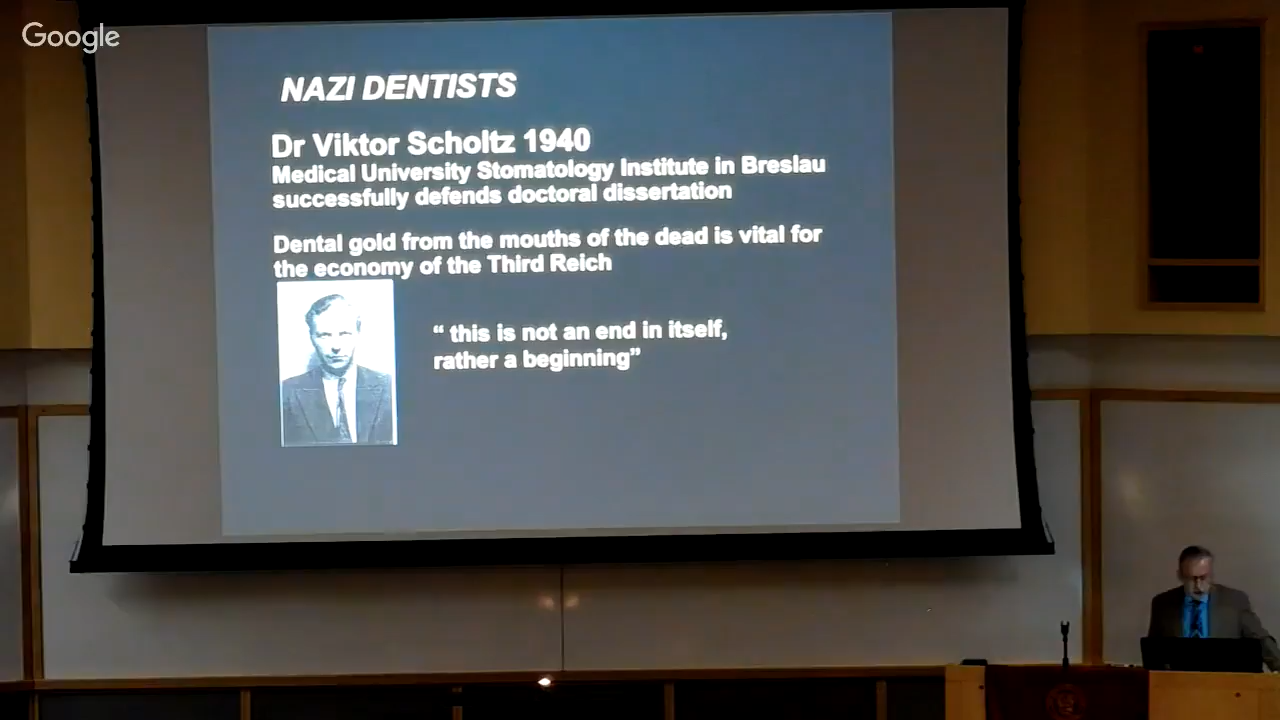 Google
NAZI DENTISTS
Dr Viktor Scholtz 1940
Medical University Stomatology Institute in Breslau
successfully defends doctoral dissertation
Dental gold from the mouths of the dead is vital for
the economy of the Third Reich
“ this is not an end in itself,
rather a beginning”